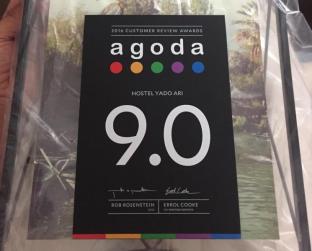 2016 CUSTOMER REVIEW AWARDS
agoda
HOSTEL YADO ARI
9.0
ROB ROSENSTEIN
ERROL COOKE